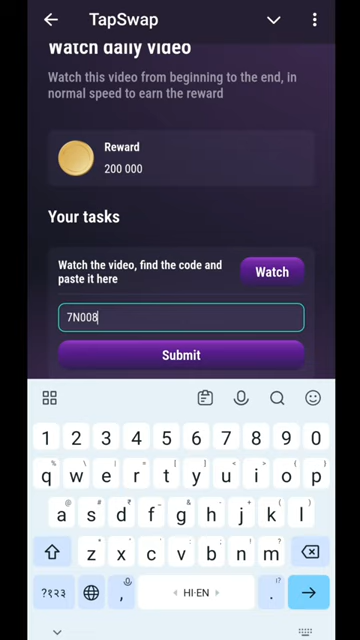 TapSwap
Watch daily video
Watch this video from beginning to the end, in
normal speed to earn the reward
Reward
200 000
Your tasks
Watch the video, find the code and
paste it here
Watch
7N008
Submit
1 2 3 4 5 6 7 8 9 0
% \ | = [ ] < > { }
q w e r t y u i o p
@ # ₹ _ & - + ( )
a s d f g h j k l
* " ' : ; ! ?
z x c v b n m
?१२३ , HI·EN . !?